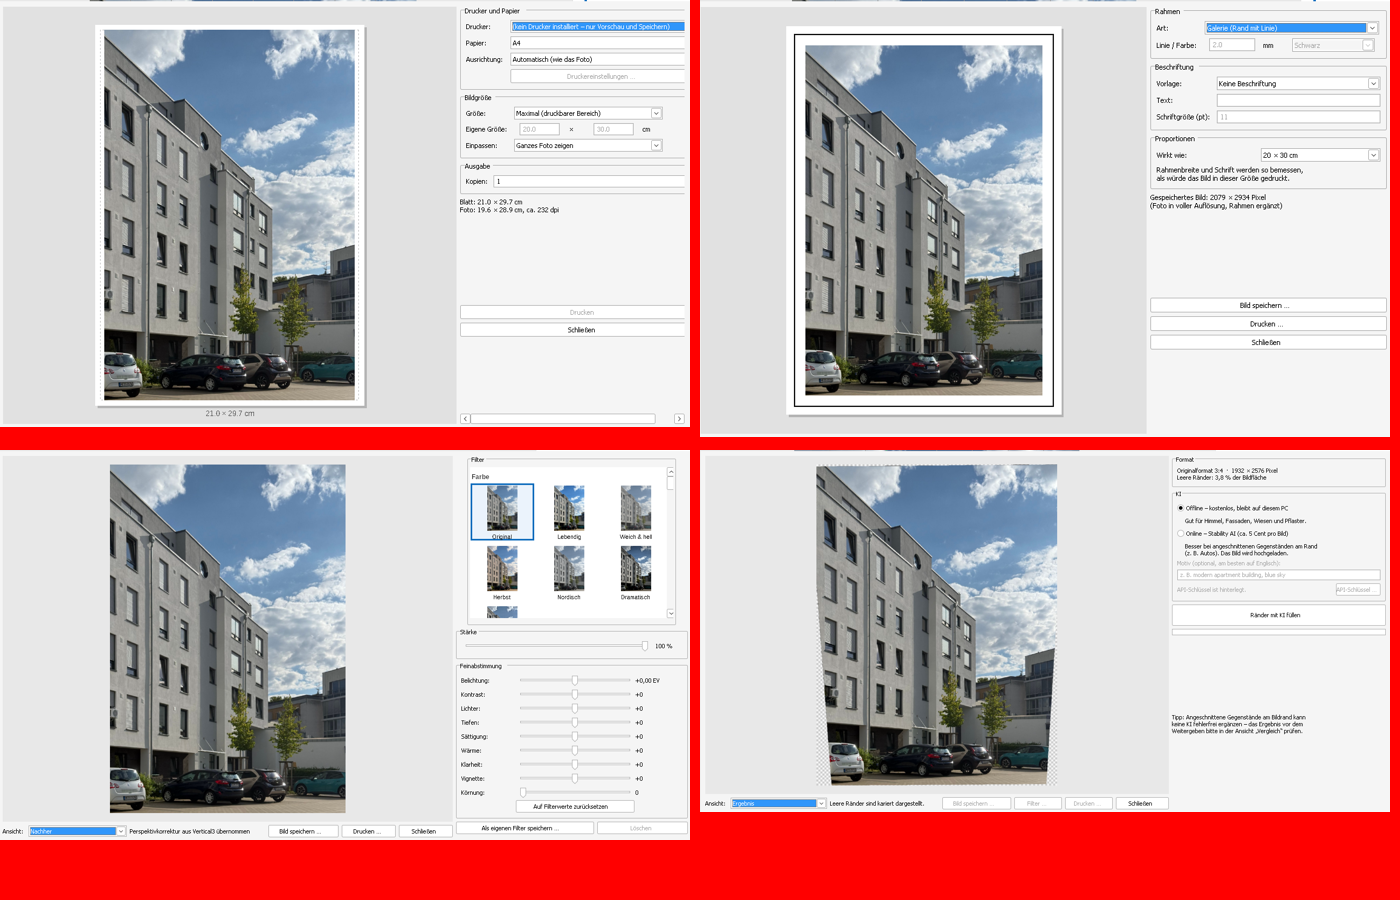 Drucker und Papier
Drucker: (kein Drucker installiert – nur Vorschau und Speichern)
Papier: A4
Ausrichtung: Automatisch (wie das Foto)
Druckereinstellungen ...
Bildgröße
Größe: Maximal (druckbarer Bereich)
Eigene Größe: 20.0 × 30.0 cm
Einpassen: Ganzes Foto zeigen
Ausgabe
Kopien: 1
Blatt: 21.0 × 29.7 cm
Foto: 19.6 × 28.9 cm, ca. 232 dpi
Drucken
Schließen
21.0 × 29.7 cm
Rahmen
Art: Galerie (Rand mit Linie)
Linie / Farbe: 2.0 mm Schwarz
Beschriftung
Vorlage: Keine Beschriftung
Text:
Schriftgröße (pt): 11
Proportionen
Wirkt wie: 20 × 30 cm
Rahmenbreite und Schrift werden so bemessen,
als würde das Bild in dieser Größe gedruckt.
Gespeichertes Bild: 2079 × 2934 Pixel
(Foto in voller Auflösung, Rahmen ergänzt)
Bild speichern ...
Drucken ...
Schließen
Filter
Farbe
Original Lebendig Weich & hell
Herbst Nordisch Dramatisch
Stärke
100 %
Feinabstimmung
Belichtung: +0,00 EV
Kontrast: +0
Lichter: +0
Tiefen: +0
Sättigung: +0
Wärme: +0
Klarheit: +0
Vignette: +0
Körnung: 0
Auf Filterwerte zurücksetzen
Als eigenen Filter speichern ... Löschen
Ansicht: Nachher Perspektivkorrektur aus Vertical3 übernommen Bild speichern ... Drucken ... Schließen
Format
Originalformat 3:4 · 1932 × 2576 Pixel
Leere Ränder: 3,8 % der Bildfläche
KI
Offline – kostenlos, bleibt auf diesem PC
Gut für Himmel, Fassaden, Wiesen und Pflaster.
Online – Stability AI (ca. 5 Cent pro Bild)
Besser bei angeschnittenen Gegenständen am Rand
(z. B. Autos). Das Bild wird hochgeladen.
Motiv (optional, am besten auf Englisch):
z. B. modern apartment building, blue sky
API-Schlüssel ist hinterlegt. API-Schlüssel ...
Ränder mit KI füllen
Tipp: Angeschnittene Gegenstände am Bildrand kann
keine KI fehlerfrei ergänzen – das Ergebnis vor dem
Weitergeben bitte in der Ansicht „Vergleich" prüfen.
Ansicht: Ergebnis Leere Ränder sind kariert dargestellt. Bild speichern ... Filter ... Drucken ... Schließen